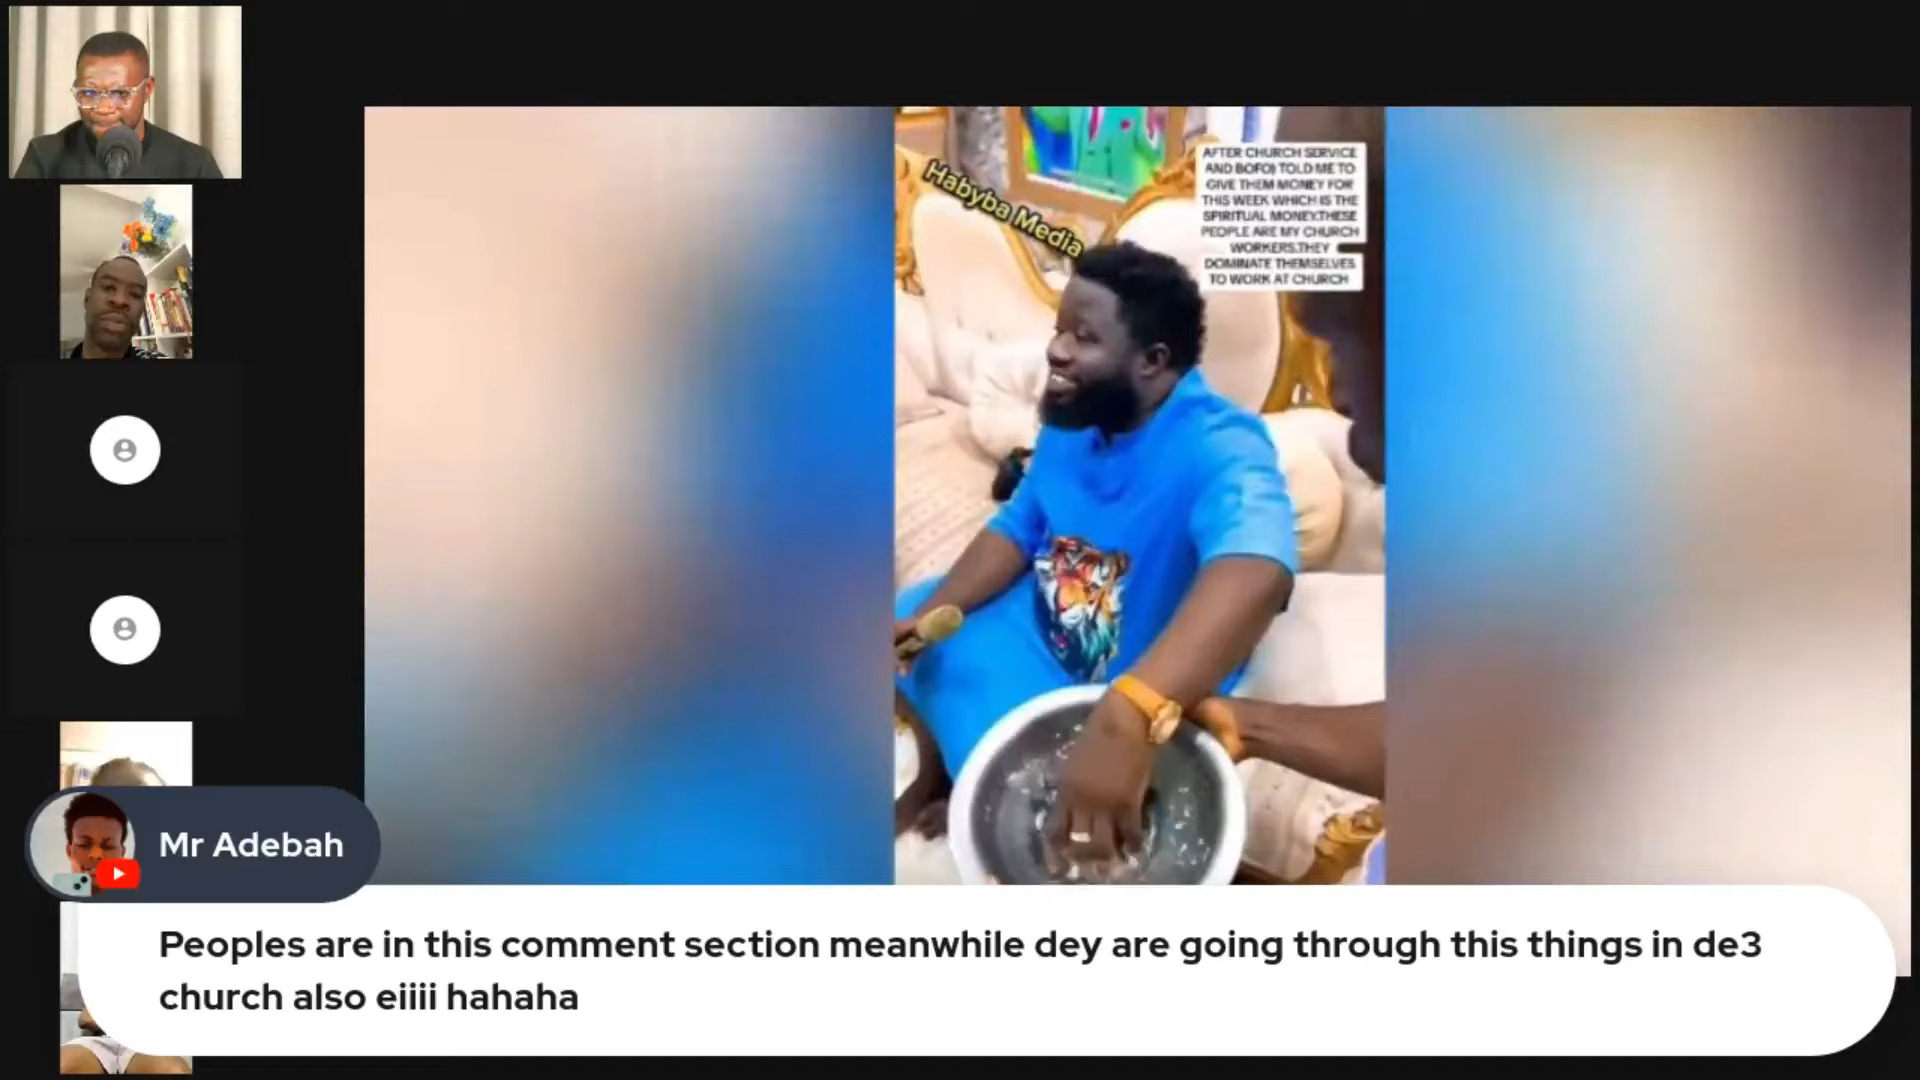 Habyba Media
AFTER CHURCH SERVICE
AND BOFO) TOLD ME TO
GIVE THEM MONEY FOR
THIS WEEK WHICH IS THE
SPIRITUAL MONEY.THESE
PEOPLE ARE MY CHURCH
WORKERS.THEY
DOMINATE THEMSELVES
TO WORK AT CHURCH
Mr Adebah
Peoples are in this comment section meanwhile dey are going through this things in de3
church also eiiii hahaha